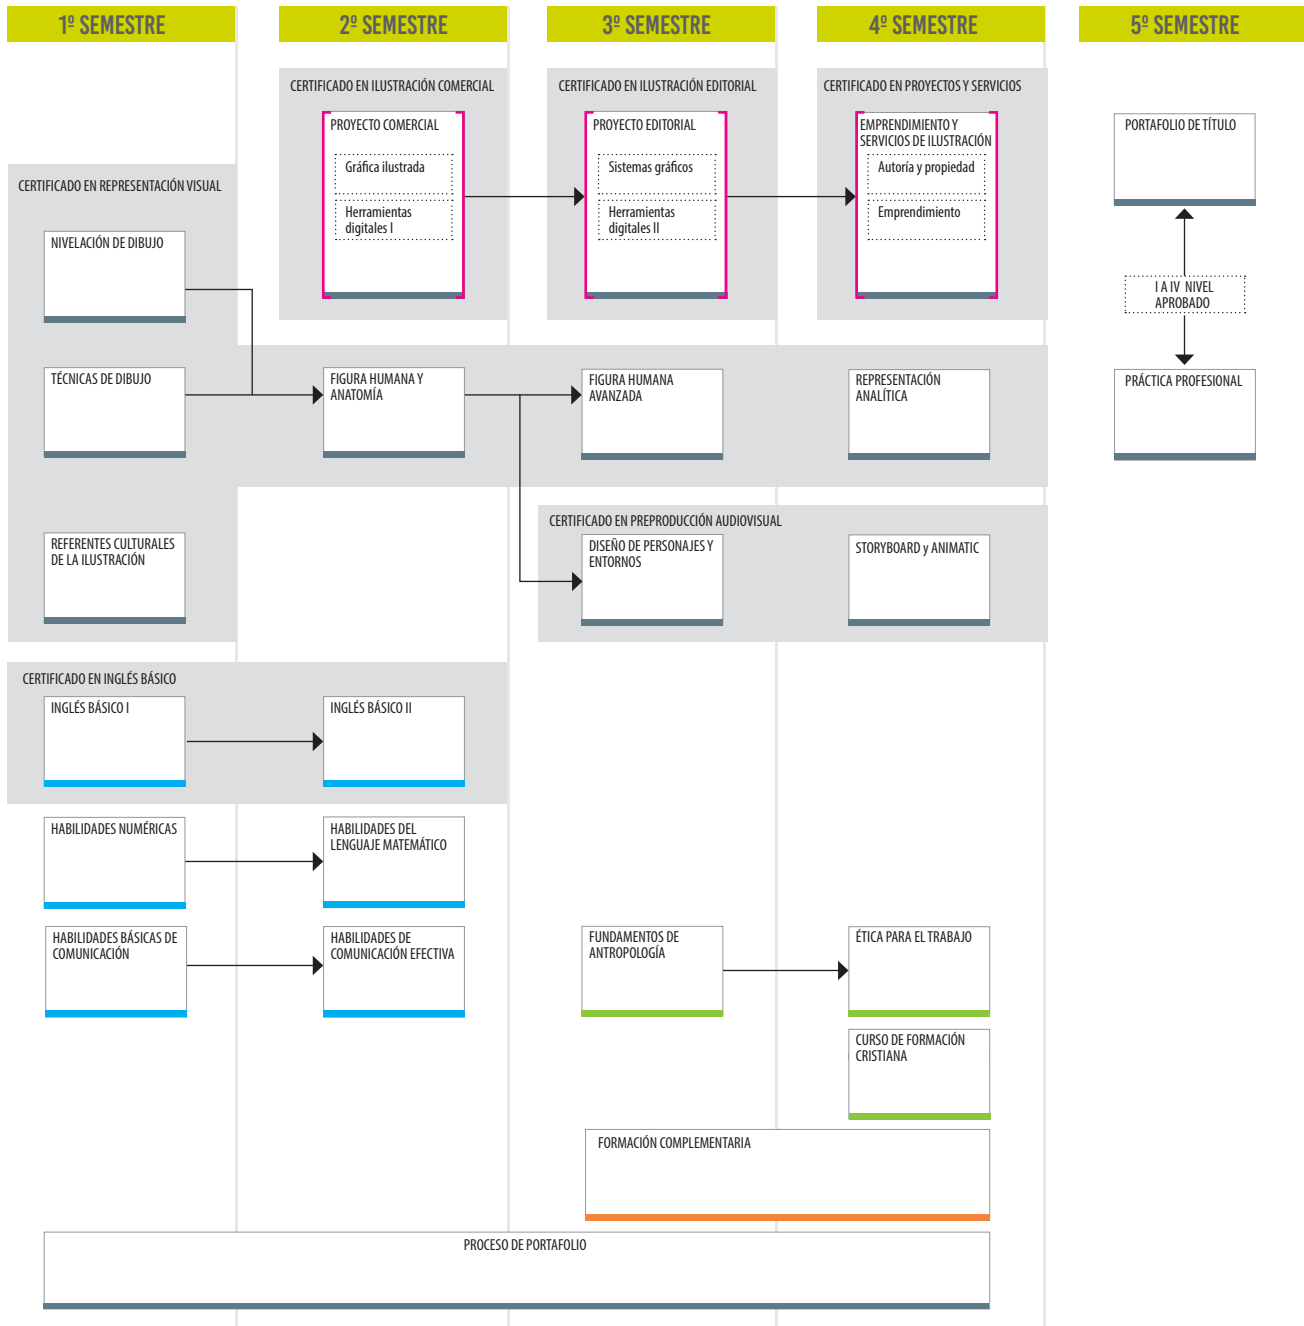 1º SEMESTRE
2º SEMESTRE
3º SEMESTRE
4º SEMESTRE
5º SEMESTRE
CERTIFICADO EN ILUSTRACIÓN COMERCIAL
CERTIFICADO EN ILUSTRACIÓN EDITORIAL
CERTIFICADO EN PROYECTOS Y SERVICIOS
PROYECTO COMERCIAL
Gráfica ilustrada
Herramientas
digitales I
PROYECTO EDITORIAL
Sistemas gráficos
Herramientas
digitales II
EMPRENDIMIENTO Y
SERVICIOS DE ILUSTRACIÓN
Autoría y propiedad
Emprendimiento
PORTAFOLIO DE TÍTULO
I A IV NIVEL
APROBADO
PRÁCTICA PROFESIONAL
CERTIFICADO EN REPRESENTACIÓN VISUAL
NIVELACIÓN DE DIBUJO
TÉCNICAS DE DIBUJO
FIGURA HUMANA Y
ANATOMÍA
FIGURA HUMANA
AVANZADA
REPRESENTACIÓN
ANALÍTICA
REFERENTES CULTURALES
DE LA ILUSTRACIÓN
CERTIFICADO EN PREPRODUCCIÓN AUDIOVISUAL
DISEÑO DE PERSONAJES Y
ENTORNOS
STORYBOARD y ANIMATIC
CERTIFICADO EN INGLÉS BÁSICO
INGLÉS BÁSICO I
INGLÉS BÁSICO II
HABILIDADES NUMÉRICAS
HABILIDADES DEL
LENGUAJE MATEMÁTICO
HABILIDADES BÁSICAS DE
COMUNICACIÓN
HABILIDADES DE
COMUNICACIÓN EFECTIVA
FUNDAMENTOS DE
ANTROPOLOGÍA
ÉTICA PARA EL TRABAJO
CURSO DE FORMACIÓN
CRISTIANA
FORMACIÓN COMPLEMENTARIA
PROCESO DE PORTAFOLIO